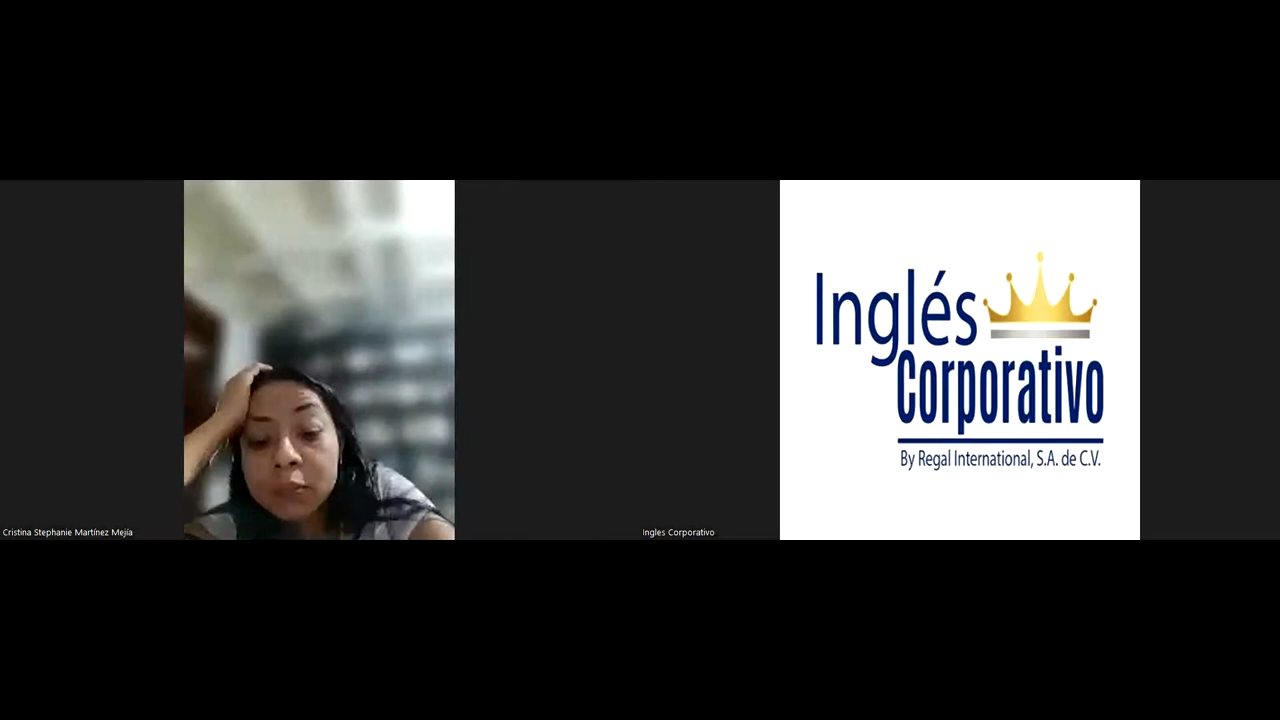 Cristina Stephanie Martínez Mejía
Inglés
Corporativo
By Regal International, S.A. de C.V.
Ingles Corporativo